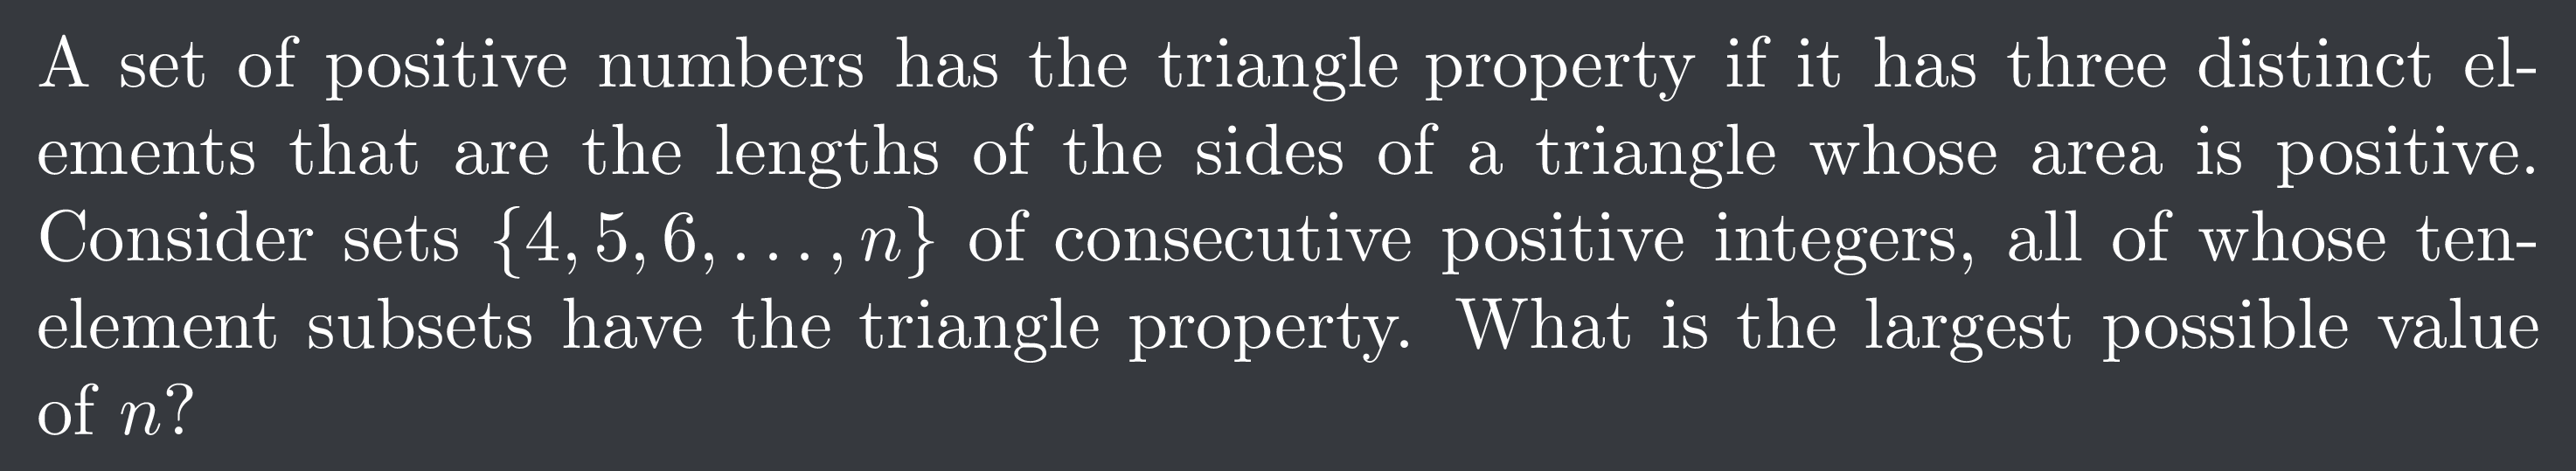 A set of positive numbers has the triangle property if it has three distinct el-
ements that are the lengths of the sides of a triangle whose area is positive.
Consider sets {4, 5, 6, . . . , n} of consecutive positive integers, all of whose ten-
element subsets have the triangle property. What is the largest possible value
of n?